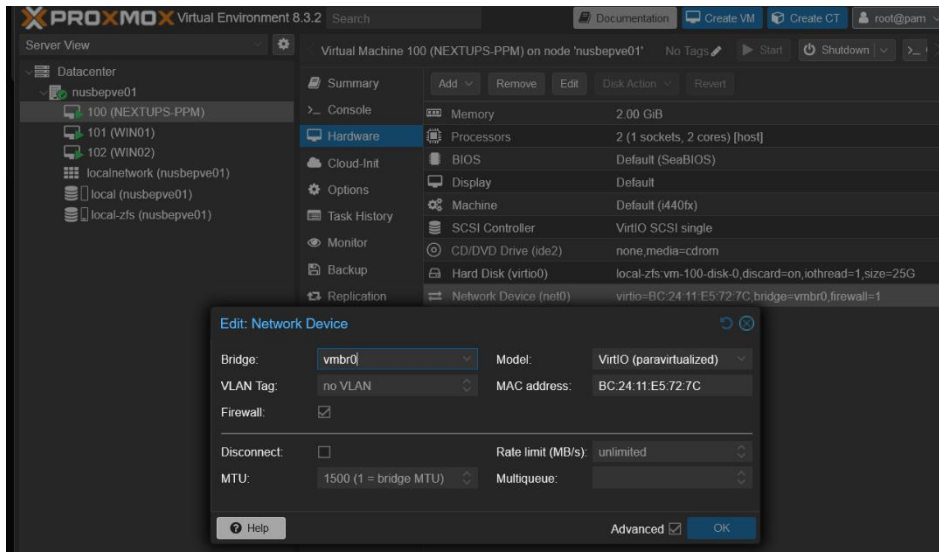 PROXMOX Virtual Environment 8.3.2 Search Documentation Create VM Create CT root@pam
Server View
Datacenter
nusbepve01
100 (NEXTUPS-PPM)
101 (WIN01)
102 (WIN02)
localnetwork (nusbepve01)
local (nusbepve01)
local-zfs (nusbepve01)
Virtual Machine 100 (NEXTUPS-PPM) on node 'nusbepve01' No Tags Start Shutdown
Summary
Console
Hardware
Cloud-Init
Options
Task History
Monitor
Backup
Replication
Add Remove Edit Disk Action Revert
Memory 2.00 GiB
Processors 2 (1 sockets, 2 cores) [host]
BIOS Default (SeaBIOS)
Display Default
Machine Default (i440fx)
SCSI Controller VirtIO SCSI single
CD/DVD Drive (ide2) none,media=cdrom
Hard Disk (virtio0) local-zfs:vm-100-disk-0,discard=on,iothread=1,size=25G
Network Device (net0) virtio=BC:24:11:E5:72:7C,bridge=vmbr0,firewall=1
Edit: Network Device
Bridge: vmbr0 Model: VirtIO (paravirtualized)
VLAN Tag: no VLAN MAC address: BC:24:11:E5:72:7C
Firewall:
Disconnect: Rate limit (MB/s): unlimited
MTU: 1500 (1 = bridge MTU) Multiqueue:
Help Advanced OK